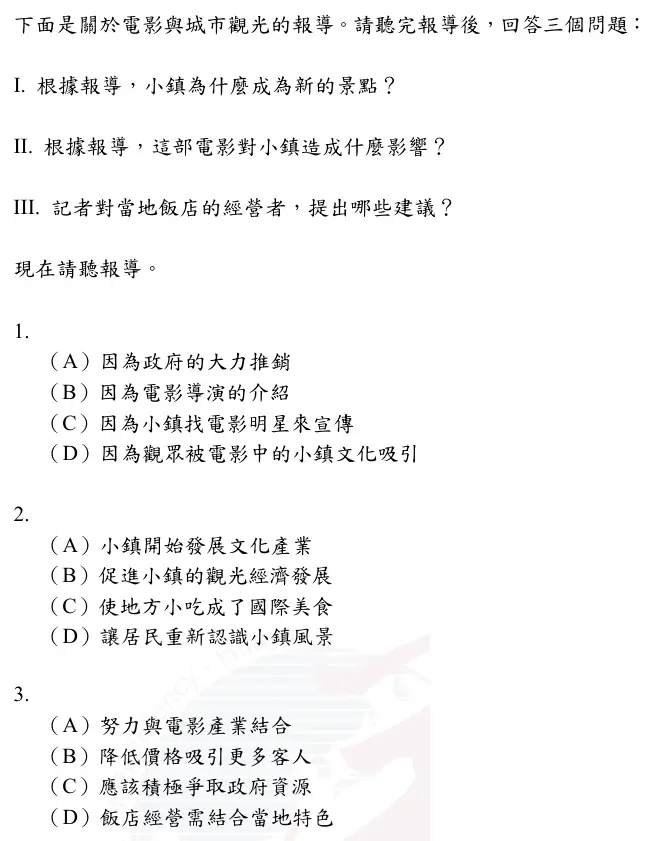 下面是關於電影與城市觀光的報導。請聽完報導後，回答三個問題：
I. 根據報導，小鎮為什麼成為新的景點？
II. 根據報導，這部電影對小鎮造成什麼影響？
III. 記者對當地飯店的經營者，提出哪些建議？
現在請聽報導。
1.
（A）因為政府的大力推銷
（B）因為電影導演的介紹
（C）因為小鎮找電影明星來宣傳
（D）因為觀眾被電影中的小鎮文化吸引
2.
（A）小鎮開始發展文化產業
（B）促進小鎮的觀光經濟發展
（C）使地方小吃成了國際美食
（D）讓居民重新認識小鎮風景
3.
（A）努力與電影產業結合
（B）降低價格吸引更多客人
（C）應該積極爭取政府資源
（D）飯店經營需結合當地特色